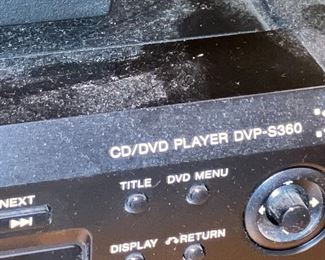 CD/DVD PLAYER DVP-S360
NEXT
TITLE DVD MENU
DISPLAY RETURN